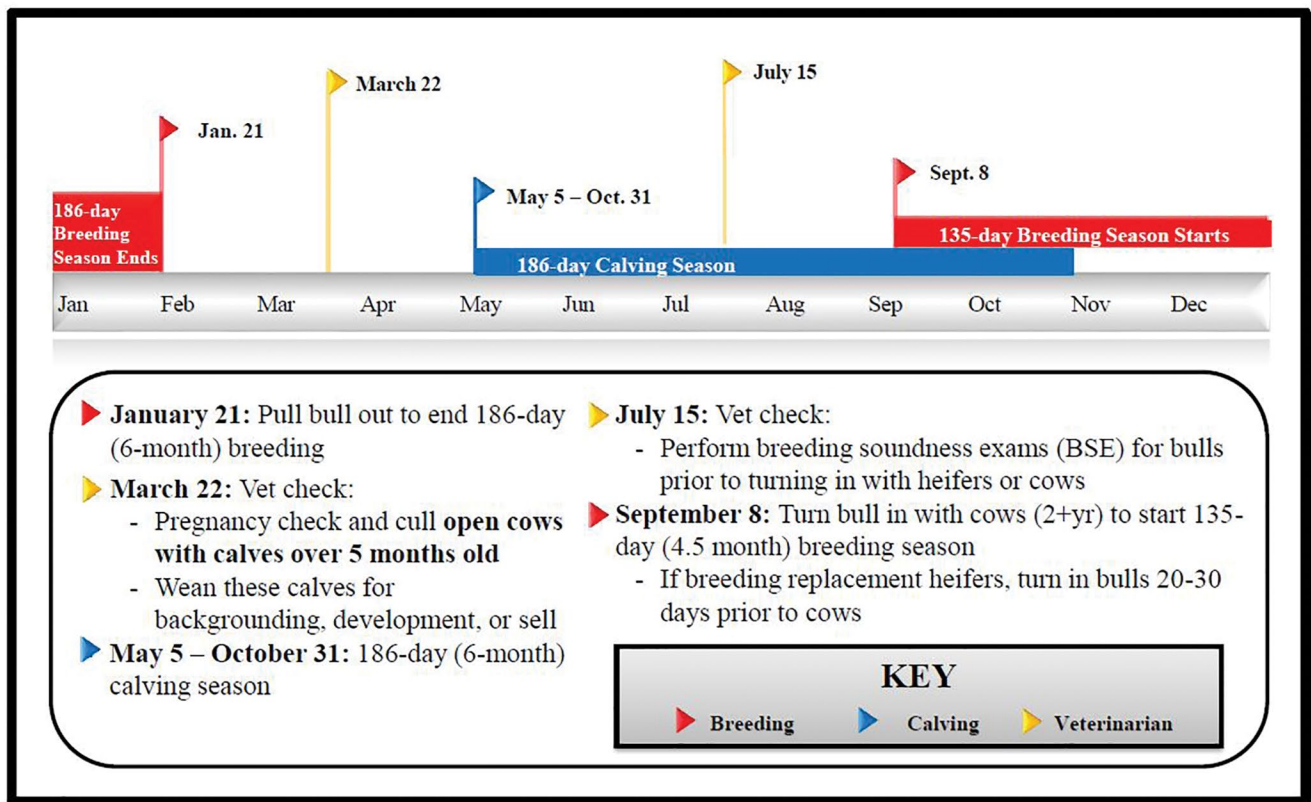 July 15
March 22
Jan. 21
Sept. 8
May 5 – Oct. 31
186-day
Breeding
Season Ends
135-day Breeding Season Starts
186-day Calving Season
Jan Feb Mar Apr May Jun Jul Aug Sep Oct Nov Dec
January 21: Pull bull out to end 186-day
(6-month) breeding
March 22: Vet check:
- Pregnancy check and cull open cows
with calves over 5 months old
- Wean these calves for
backgrounding, development, or sell
May 5 – October 31: 186-day (6-month)
calving season
July 15: Vet check:
- Perform breeding soundness exams (BSE) for bulls
prior to turning in with heifers or cows
September 8: Turn bull in with cows (2+yr) to start 135-
day (4.5 month) breeding season
- If breeding replacement heifers, turn in bulls 20-30
days prior to cows
KEY
Breeding Calving Veterinarian